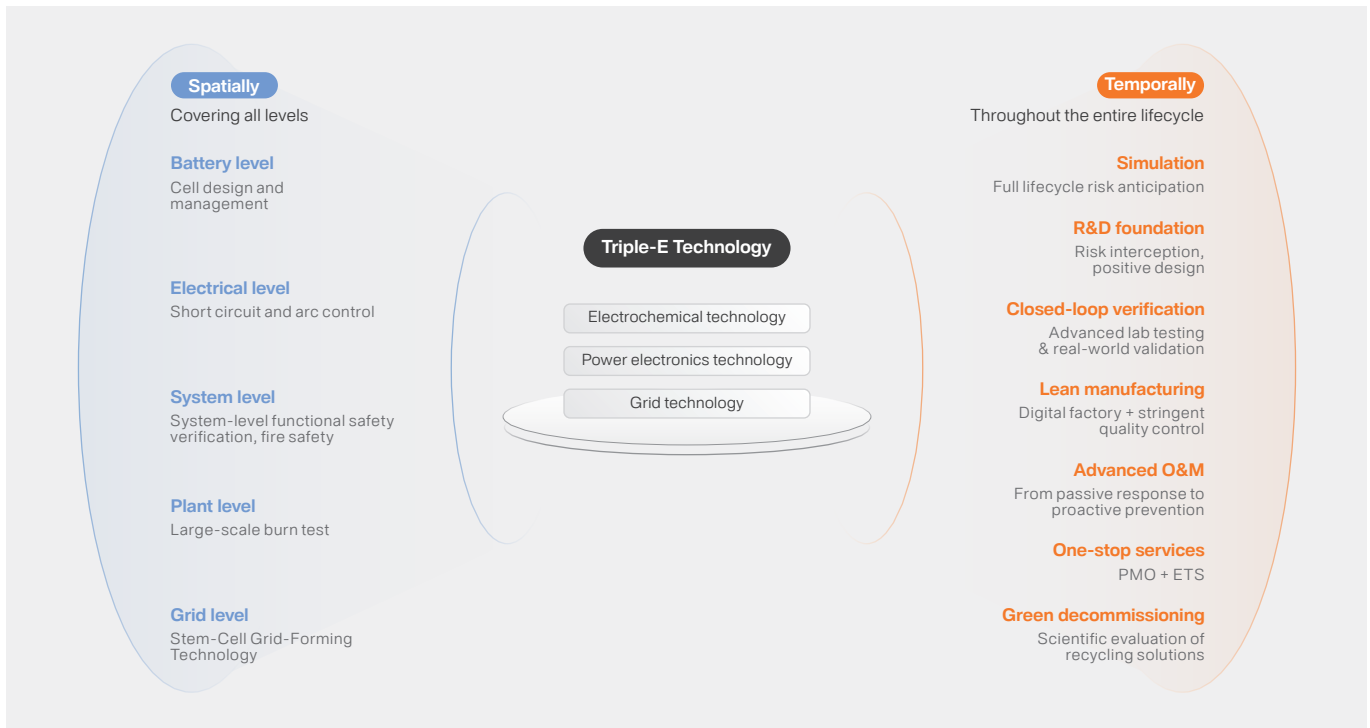 Spatially
Covering all levels
Battery level
Cell design and
management
Electrical level
Short circuit and arc control
System level
System-level functional safety
verification, fire safety
Plant level
Large-scale burn test
Grid level
Stem-Cell Grid-Forming
Technology
Triple-E Technology
Electrochemical technology
Power electronics technology
Grid technology
Temporally
Throughout the entire lifecycle
Simulation
Full lifecycle risk anticipation
R&D foundation
Risk interception,
positive design
Closed-loop verification
Advanced lab testing
& real-world validation
Lean manufacturing
Digital factory + stringent
quality control
Advanced O&M
From passive response to
proactive prevention
One-stop services
PMO + ETS
Green decommissioning
Scientific evaluation of
recycling solutions